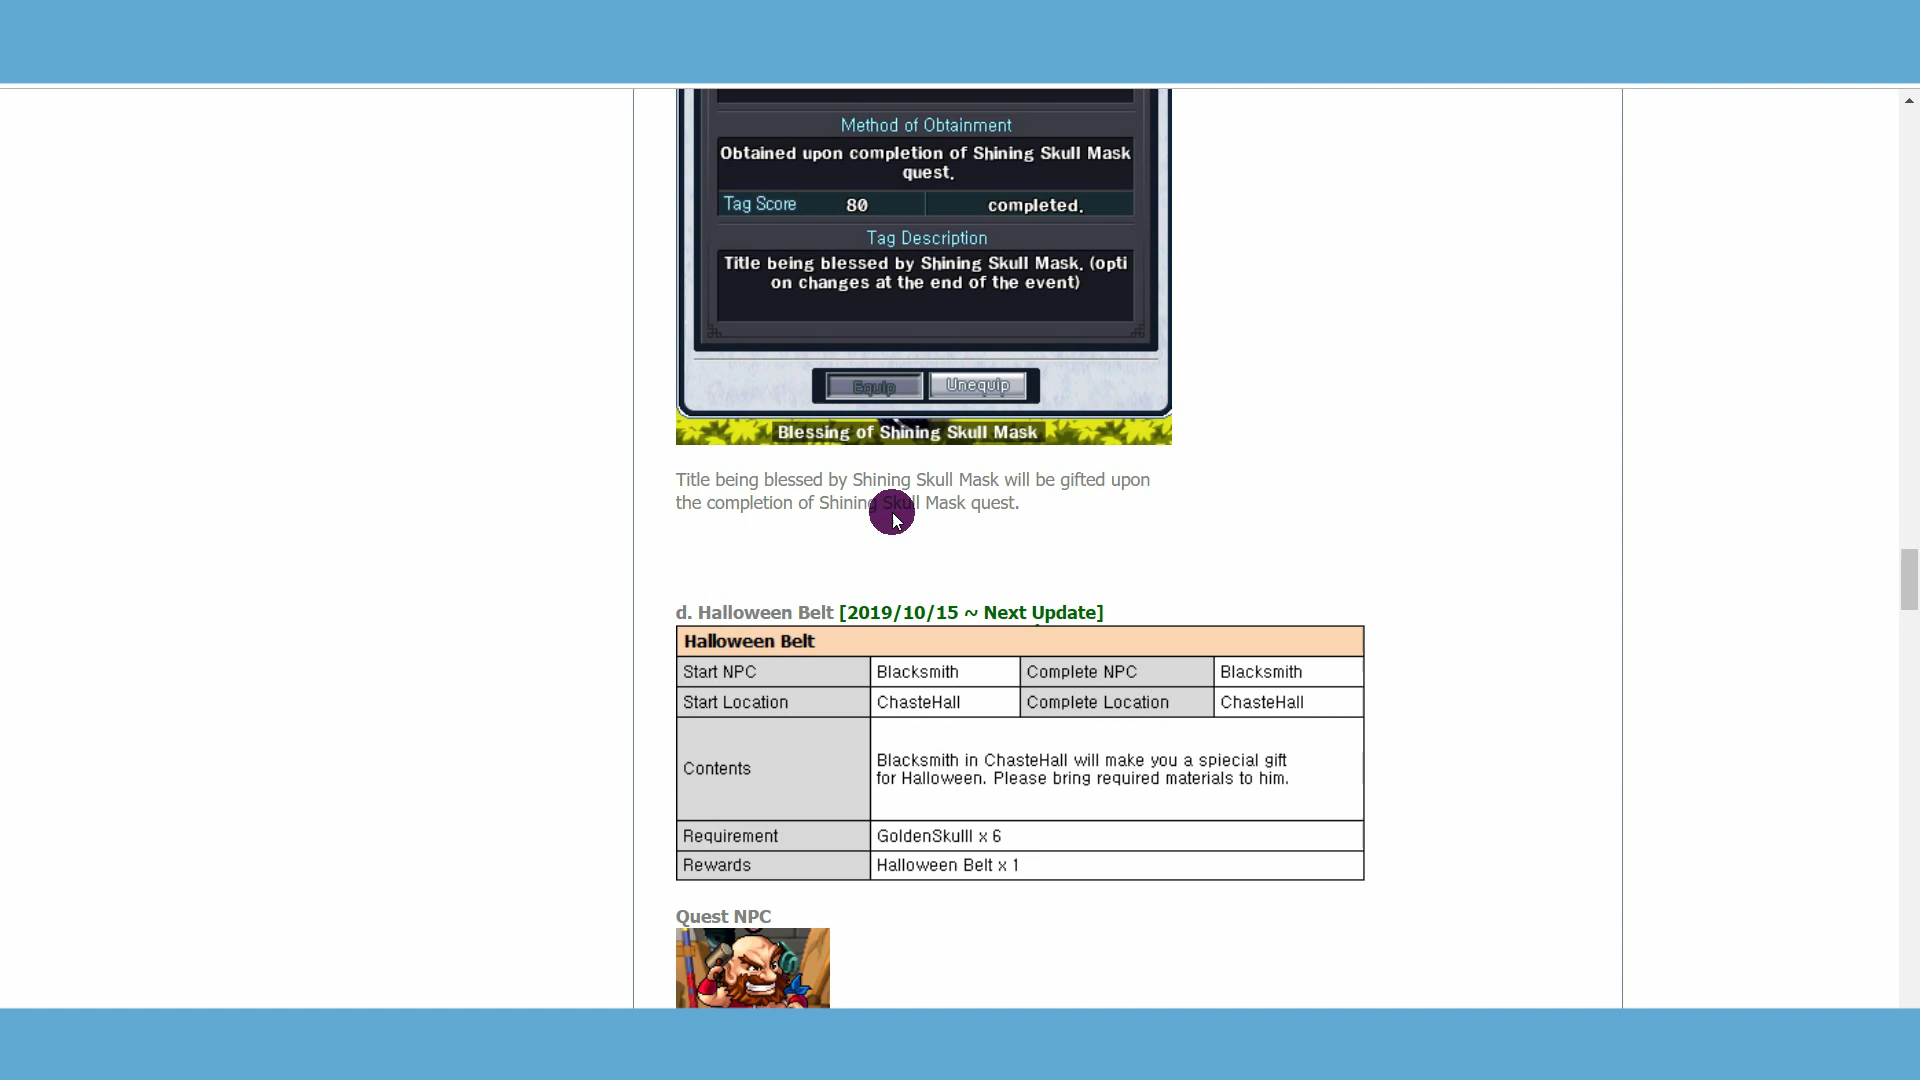 Method of Obtainment
Obtained upon completion of Shining Skull Mask
quest.
Tag Score 80 completed.
Tag Description
Title being blessed by Shining Skull Mask. (opti
on changes at the end of the event)
Equip Unequip
Blessing of Shining Skull Mask
Title being blessed by Shining Skull Mask will be gifted upon
the completion of Shining Skull Mask quest.
d. Halloween Belt [2019/10/15 ~ Next Update]
Halloween Belt
Start NPC Blacksmith Complete NPC Blacksmith
Start Location ChasteHall Complete Location ChasteHall
Contents
Blacksmith in ChasteHall will make you a spiecial gift
for Halloween. Please bring required materials to him.
Requirement GoldenSkulll x 6
Rewards Halloween Belt x 1
Quest NPC